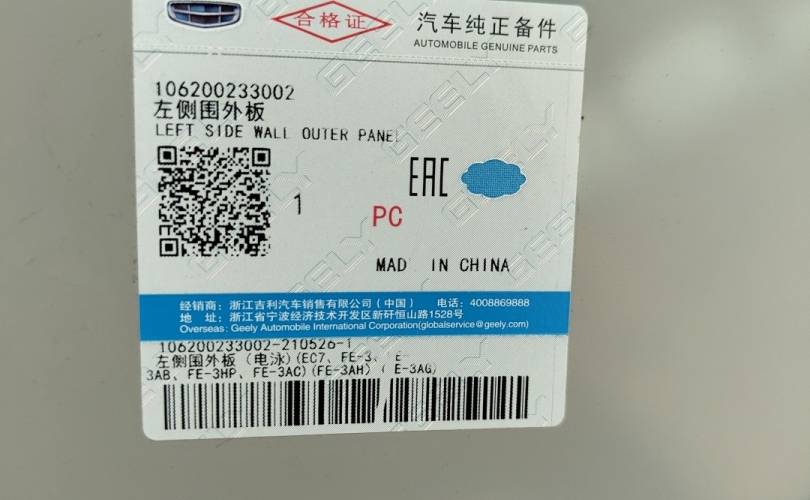 合格证
汽车纯正备件
AUTOMOBILE GENUINE PARTS
106200233002
左侧围外板
LEFT SIDE WALL OUTER PANEL
EAC
1
PC
MAD IN CHINA
经销商：浙江吉利汽车销售有限公司（中国） 电话：4008869888
地 址：浙江省宁波经济技术开发区新矸恒山路1528号
Overseas: Geely Automobile International Corporation(globalservice@geely.com)
106200233002-210526-1
左侧围外板 (电泳)(EC7、FE-3、 E-
3AB、FE-3HP、FE-3AC)(FE-3AH) ( E-3AG)
GEELY